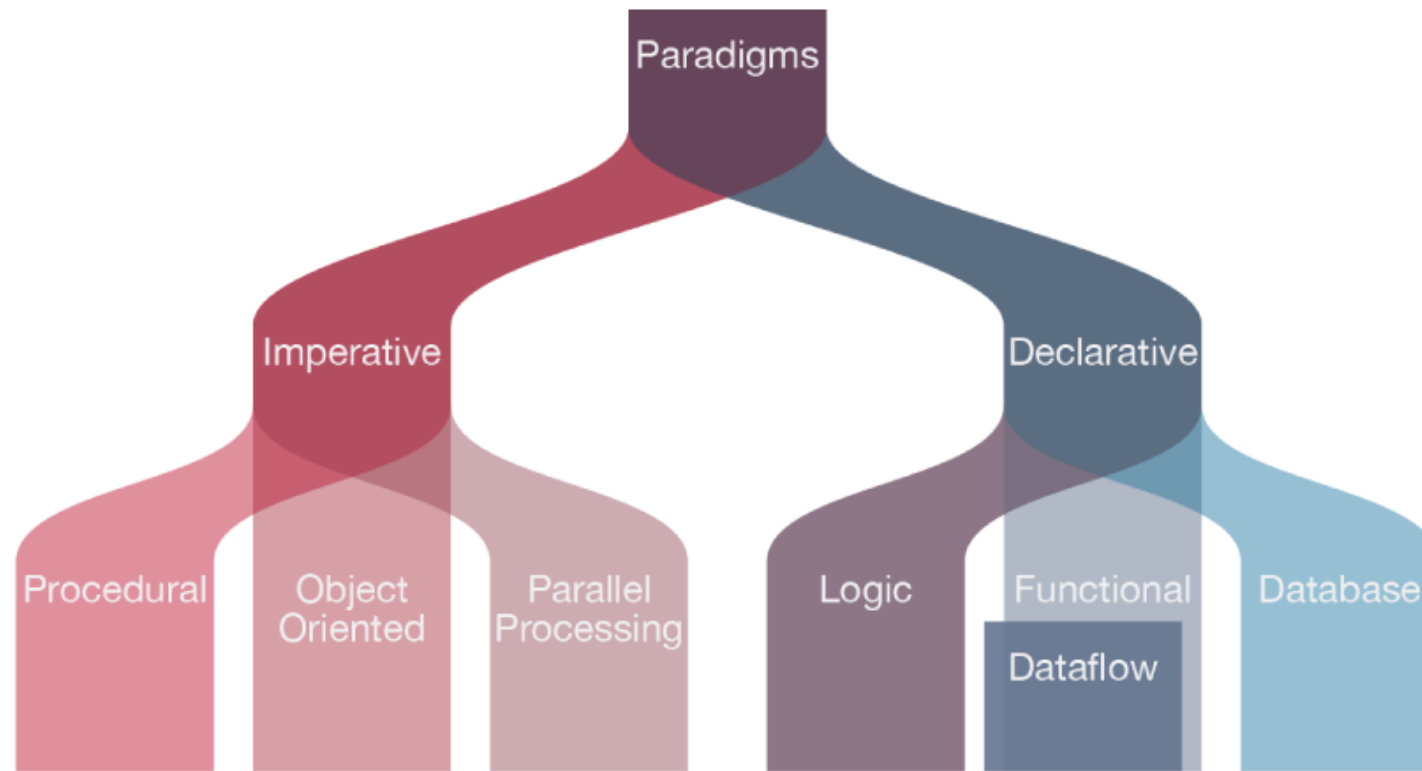 Paradigms
Imperative
Declarative
Procedural
Object
Oriented
Parallel
Processing
Logic
Functional
Database
Dataflow